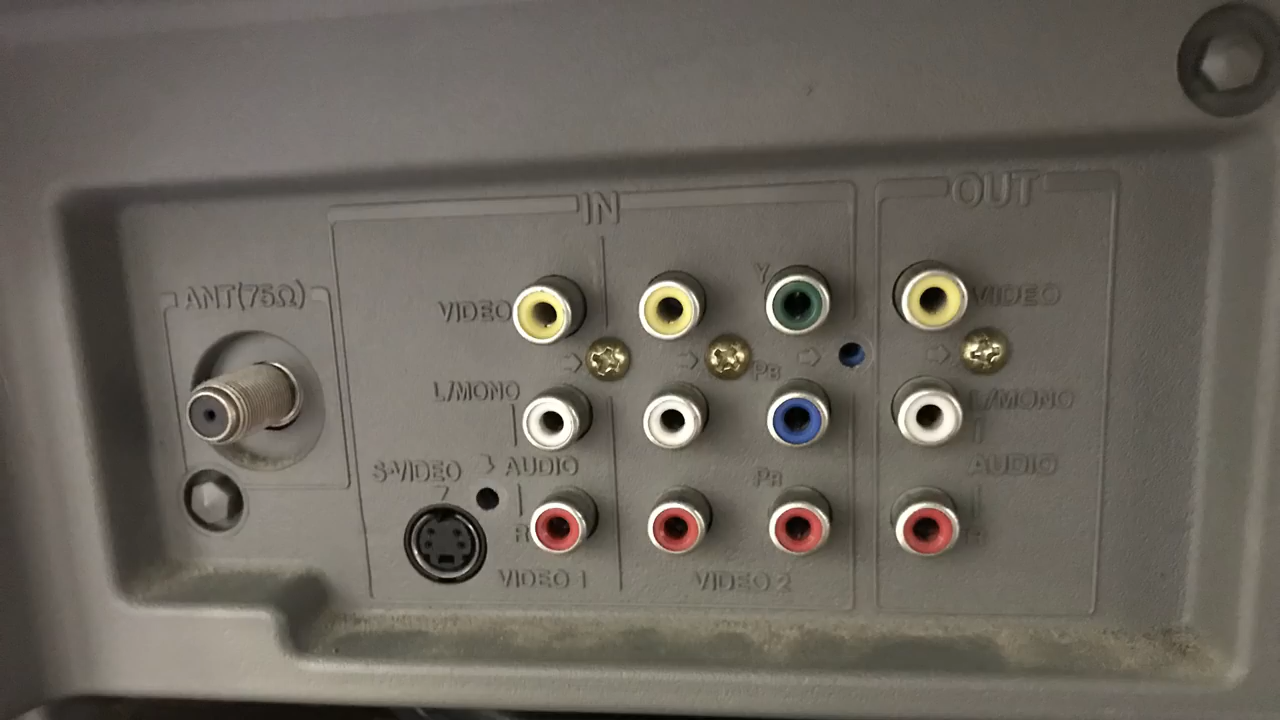 ANT(75Ω)
IN
VIDEO
L/MONO
AUDIO
R
S-VIDEO
VIDEO 1
Y
PB
PR
VIDEO 2
OUT
VIDEO
L/MONO
AUDIO
R